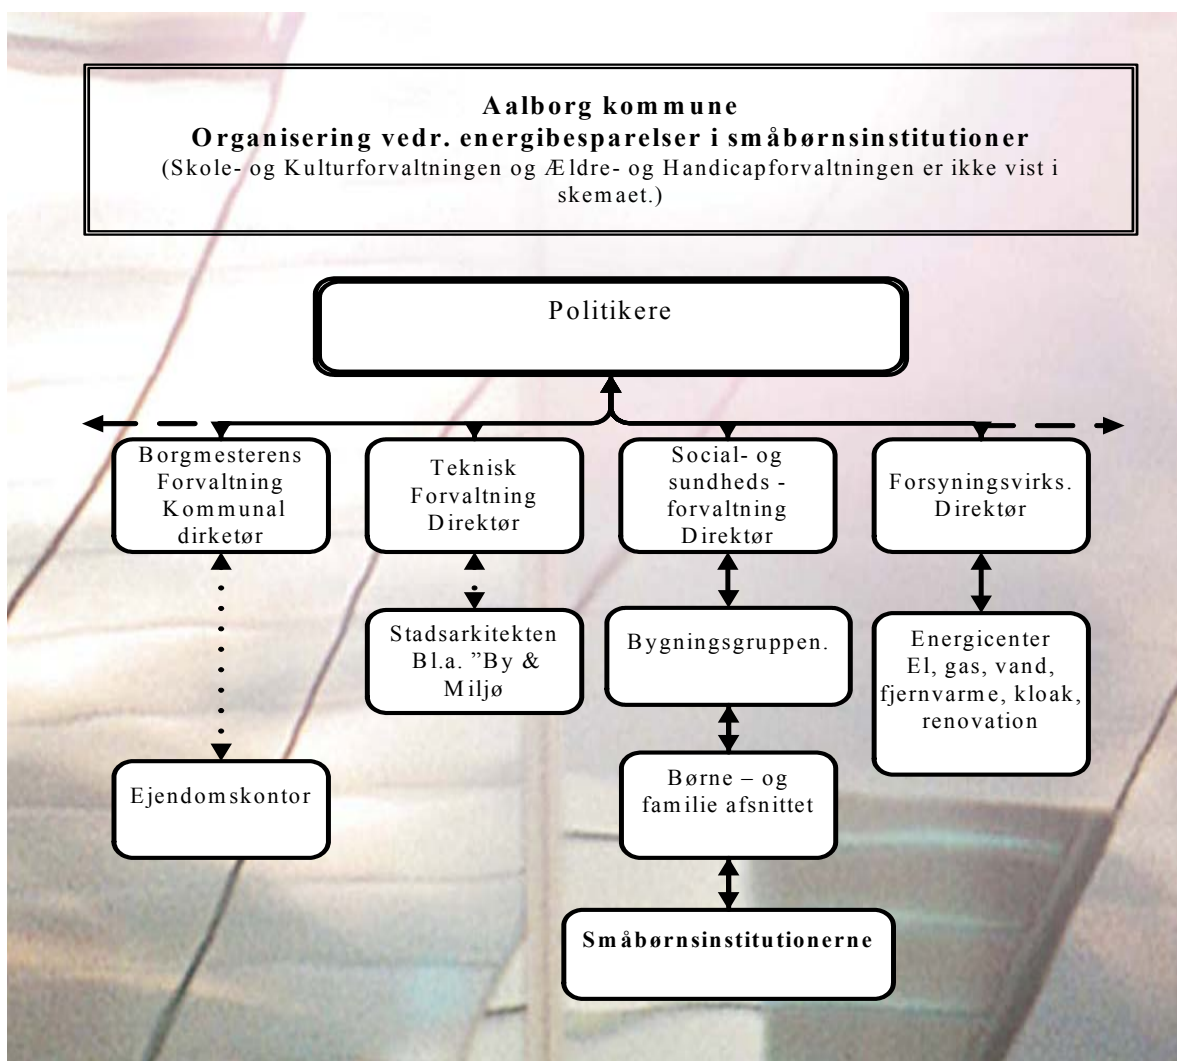 Aalborg kommune
Organisering vedr. energibesparelser i småbørnsinstitutioner
(Skole- og Kulturforvaltningen og Ældre- og Handicapforvaltningen er ikke vist i
skemaet.)
Politikere
Borgmesterens
Forvaltning
Kommunal
dirketør
Teknisk
Forvaltning
Direktør
Social- og
sundheds -
forvaltning
Direktør
Forsyningsvirks.
Direktør
Stadsarkitekten
Bl.a. ”By &
Miljø
Bygningsgruppen.
Energicenter
El, gas, vand,
fjernvarme, kloak,
renovation
Ejendomskontor
Børne – og
familie afsnittet
Småbørnsinstitutionerne